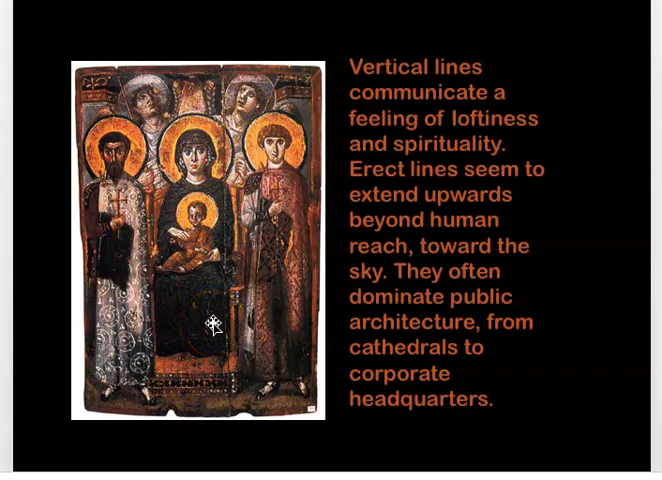 Vertical lines
communicate a
feeling of loftiness
and spirituality.
Erect lines seem to
extend upwards
beyond human
reach, toward the
sky. They often
dominate public
architecture, from
cathedrals to
corporate
headquarters.